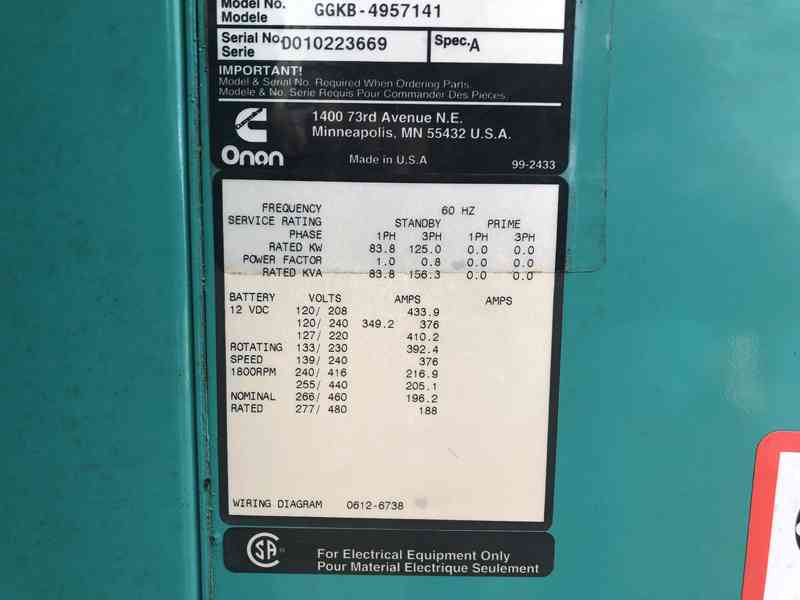 Model No. GGKB-4957141
Modele
Serial No. D010223669 Spec. A
Serie
IMPORTANT!
Model & Serial No. Required When Ordering Parts.
Modele & No. Serie Requis Pour Commander Des Pieces.
1400 73rd Avenue N.E.
Minneapolis, MN 55432 U.S.A.
Onan Made in U.S.A 99-2433
FREQUENCY 60 HZ
SERVICE RATING STANDBY PRIME
PHASE 1PH 3PH 1PH 3PH
RATED KW 83.8 125.0 0.0 0.0
POWER FACTOR 1.0 0.8 0.0 0.0
RATED KVA 83.8 156.3 0.0 0.0
BATTERY VOLTS AMPS AMPS
12 VDC 120/ 208 433.9
120/ 240 349.2 376
127/ 220 410.2
ROTATING 133/ 230 392.4
SPEED 139/ 240 376
1800RPM 240/ 416 216.9
255/ 440 205.1
NOMINAL 266/ 460 196.2
RATED 277/ 480 188
WIRING DIAGRAM 0612-6738
CSA ®
For Electrical Equipment Only
Pour Material Electrique Seulement